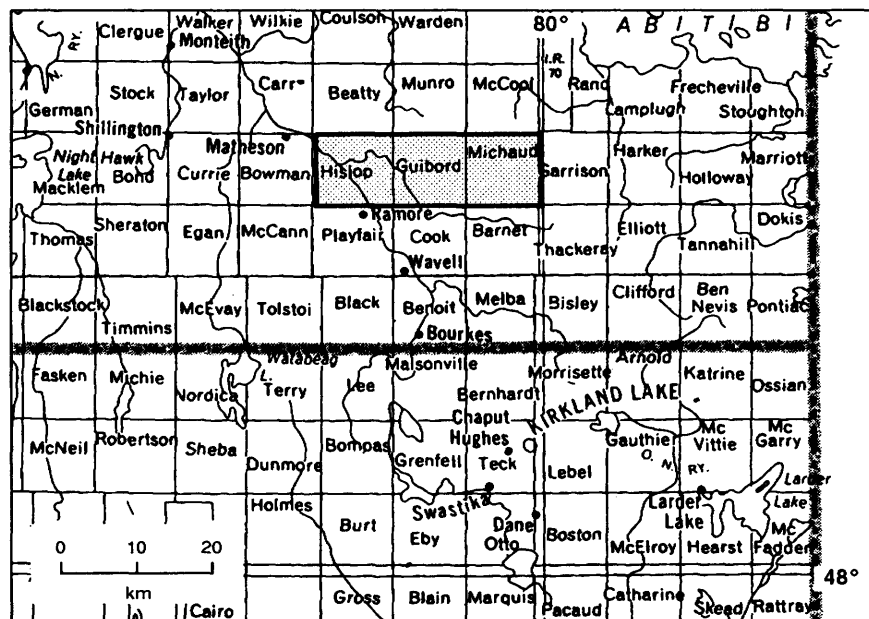 Clergue
Walker
Wilkie
Coulson
Warden
80°
ABITIBI
Monteith
N. RY.
I.R.
70
German
Stock
Taylor
Carr
Beatty
Munro
McCool
Rand
Lamplugh
Frecheville
Stoughton
Shillington
Matheson
Night Hawk
Lake
Macklem
Bond
Currie
Bowman
Hislop
Guibord
Michaud
Garrison
Harker
Holloway
Marriott
Ramore
Thomas
Sheraton
Egan
McCann
Playfair
Cook
Barnet
Thackeray
Elliott
Tannahill
Dokis
Wavell
Blackstock
Timmins
McEvay
Tolstoi
Black
Benoit
Melba
Bisley
Clifford
Ben
Nevis
Pontiac
Bourkes
Fasken
Michie
Nordica
Watabeag
L.
Terry
Lee
Maisonville
Bernhardt
Morrisette
Arnold
Katrine
Ossian
KIRKLAND LAKE
Chaput
Hughes
McNeil
Robertson
Sheba
Dunmore
Bompas
Grenfell
Teck
Lebel
Gauthier
O. N. RY.
Mc
Vittie
Mc
Garry
Larder
Lake
Swastika
Larder
Lake
Holmes
Burt
Eby
Dane
Otto
Boston
McElroy
Hearst
Mc
Fadden
0 10 20
km
48°
Cairo
Gross
Blain
Marquis
Pacaud
Catharine
Skead
Rattray